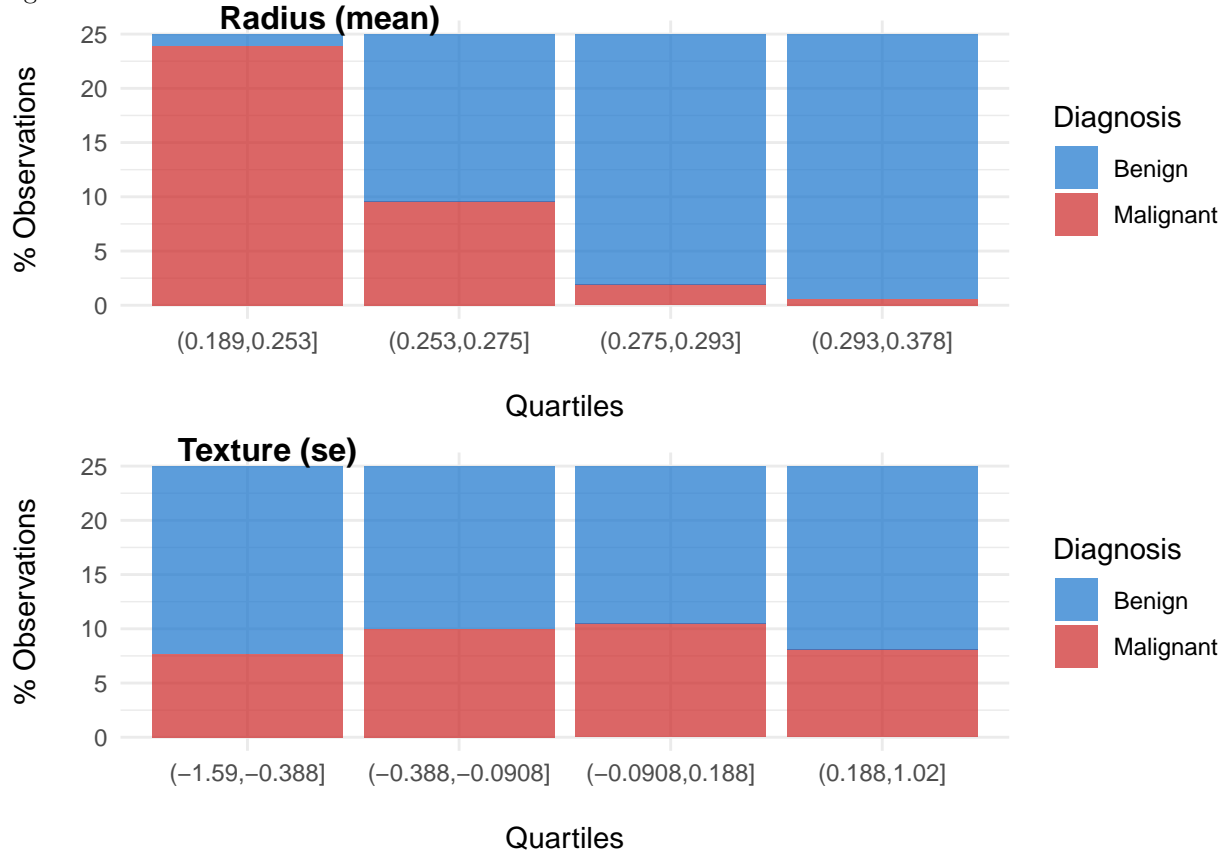 Radius (mean)
% Observations
25
20
15
10
5
0
(0.189,0.253]
(0.253,0.275]
(0.275,0.293]
(0.293,0.378]
Quartiles
Diagnosis
Benign
Malignant
Texture (se)
% Observations
25
20
15
10
5
0
(−1.59,−0.388]
(−0.388,−0.0908]
(−0.0908,0.188]
(0.188,1.02]
Quartiles
Diagnosis
Benign
Malignant